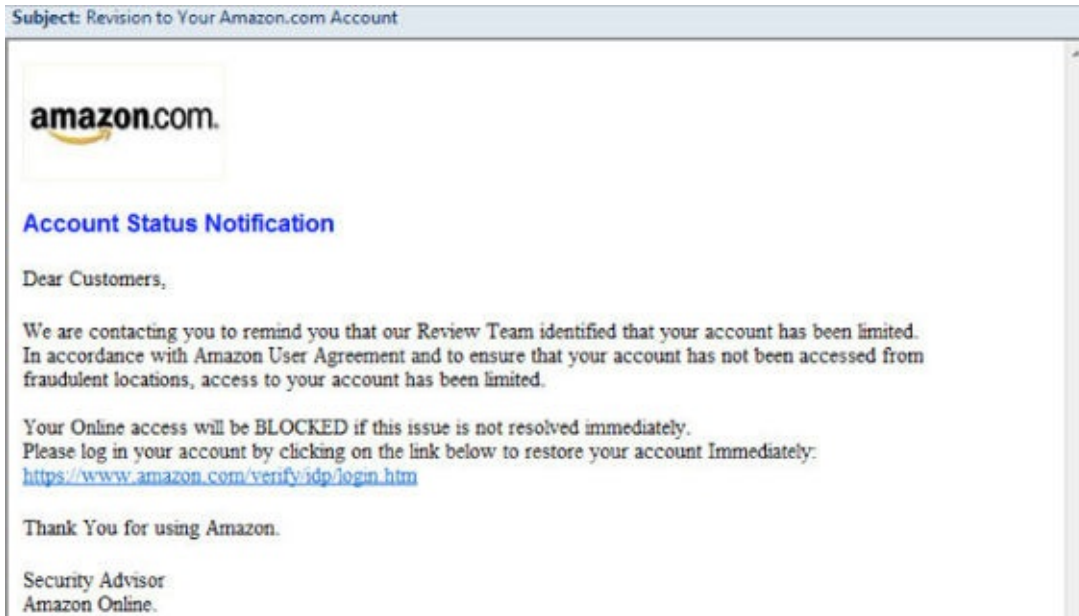 Subject: Revision to Your Amazon.com Account
amazon.com.
Account Status Notification
Dear Customers,
We are contacting you to remind you that our Review Team identified that your account has been limited.
In accordance with Amazon User Agreement and to ensure that your account has not been accessed from
fraudulent locations, access to your account has been limited.
Your Online access will be BLOCKED if this issue is not resolved immediately.
Please log in your account by clicking on the link below to restore your account Immediately:
https://www.amazon.com/verify/idp/login.htm
Thank You for using Amazon.
Security Advisor
Amazon Online.